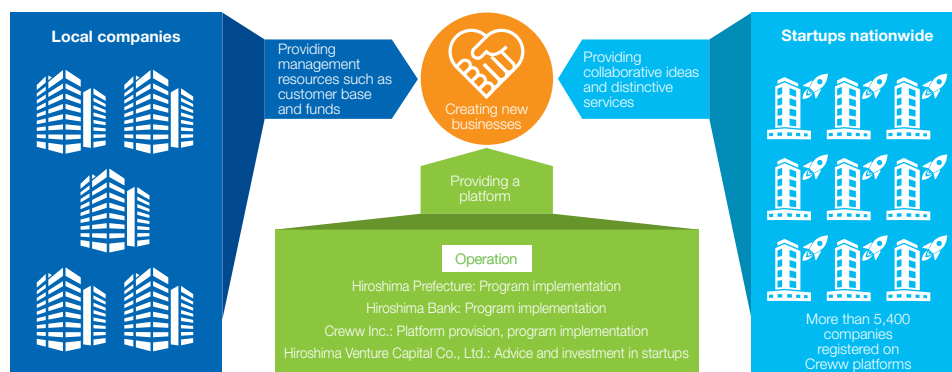 Local companies
Providing
management
resources such as
customer base
and funds
Creating new
businesses
Providing
collaborative ideas
and distinctive
services
Startups nationwide
More than 5,400
companies
registered on
Creww platforms
Providing a
platform
Operation
Hiroshima Prefecture: Program implementation
Hiroshima Bank: Program implementation
Creww Inc.: Platform provision, program implementation
Hiroshima Venture Capital Co., Ltd.: Advice and investment in startups